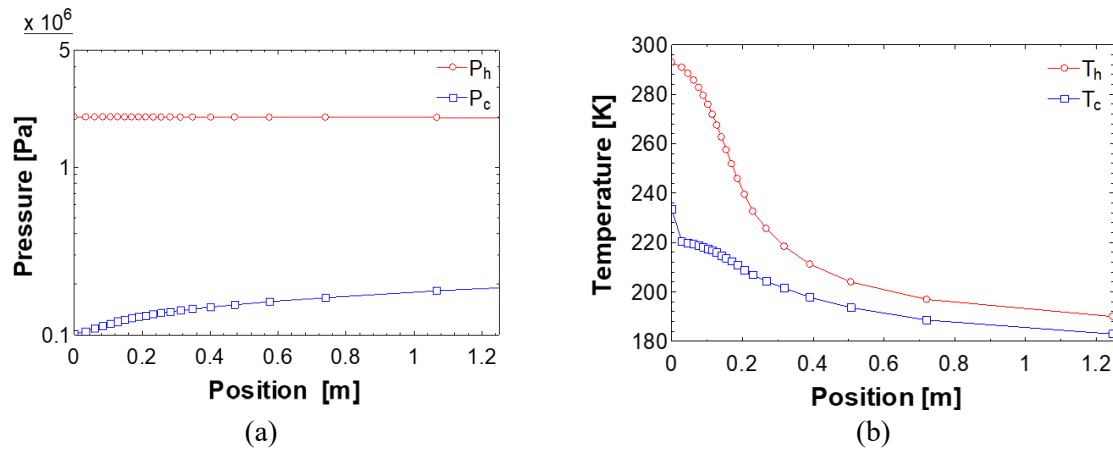 x 10⁶
5
1
0.1
Pressure [Pa]
P_h
P_c
0 0.2 0.4 0.6 0.8 1 1.2
Position [m]
(a)
300
280
260
240
220
200
180
Temperature [K]
T_h
T_c
0 0.2 0.4 0.6 0.8 1 1.2
Position [m]
(b)